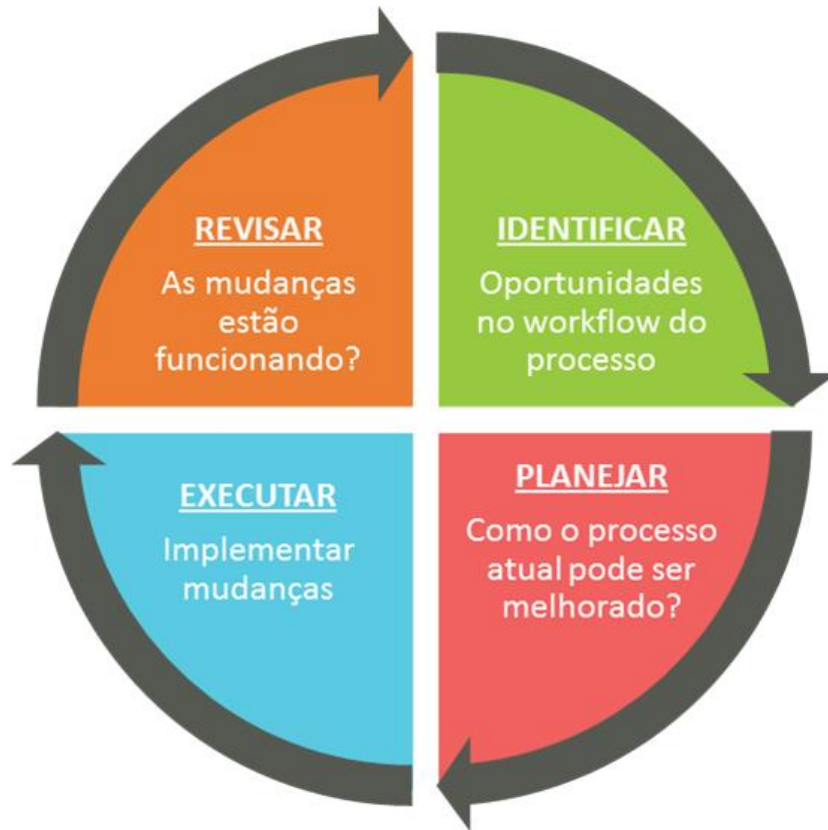 REVISAR
As mudanças
estão
funcionando?
IDENTIFICAR
Oportunidades
no workflow do
processo
EXECUTAR
Implementar
mudanças
PLANEJAR
Como o processo
atual pode ser
melhorado?